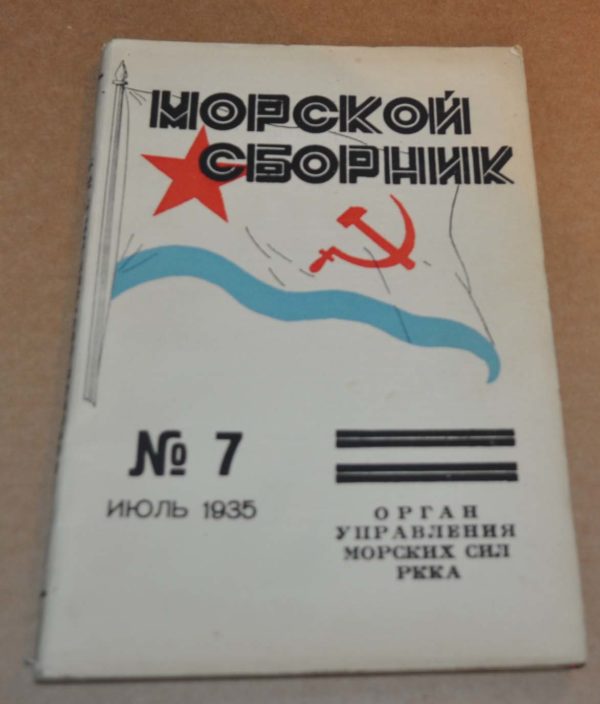 МОРСКОЙ
СБОРНИК
№ 7
ИЮЛЬ 1935
ОРГАН
УПРАВЛЕНИЯ
МОРСКИХ СИЛ
РККА